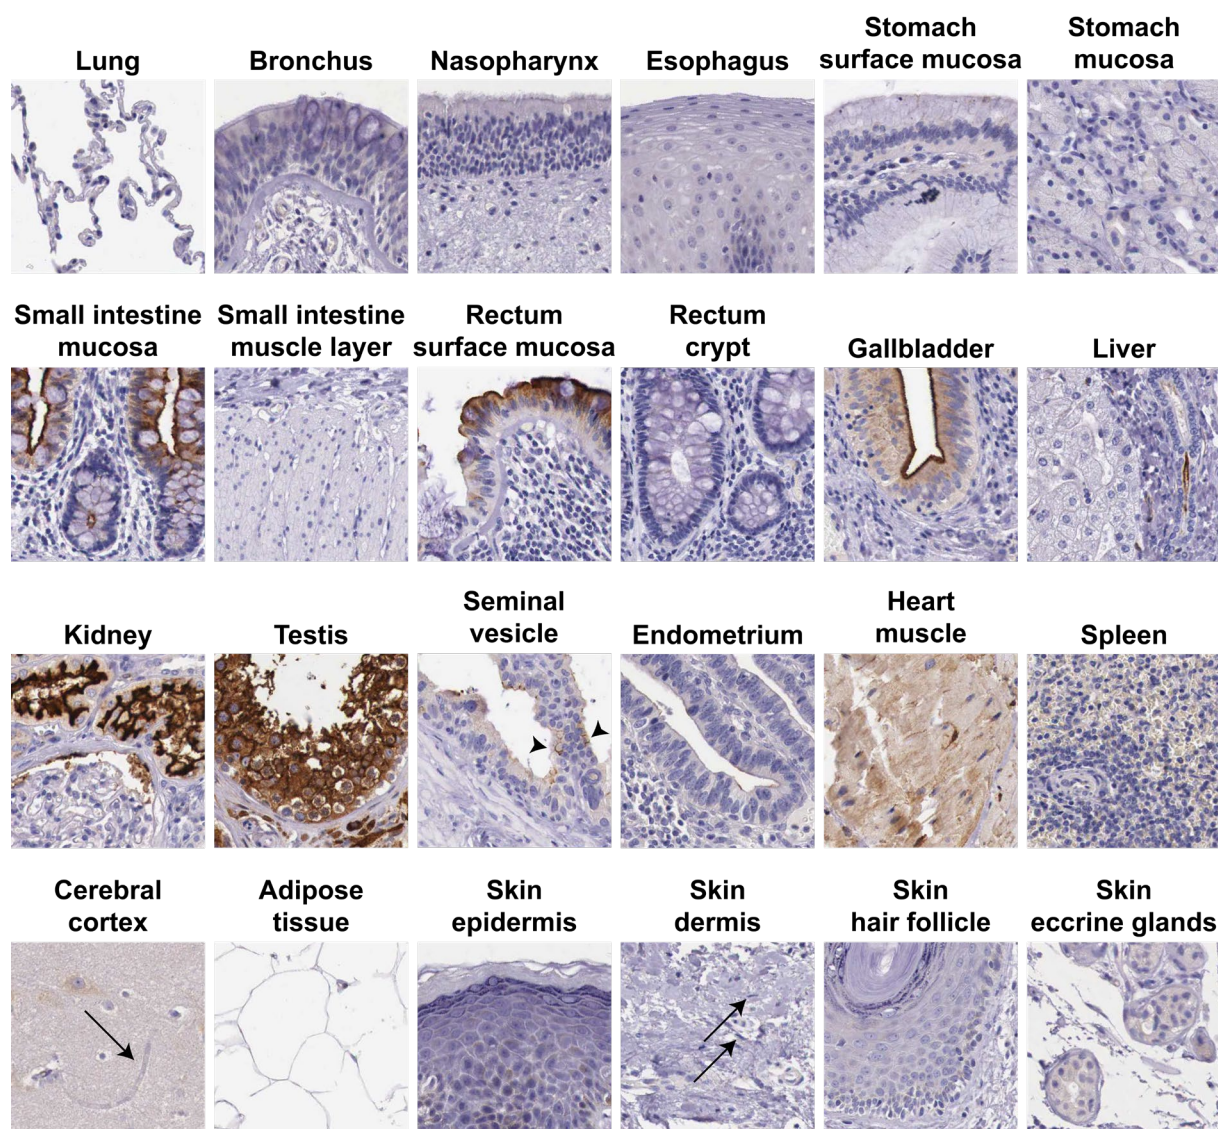 Lung
Bronchus
Nasopharynx
Esophagus
Stomach
surface mucosa
Stomach
mucosa
Small intestine
mucosa
Small intestine
muscle layer
Rectum
surface mucosa
Rectum
crypt
Gallbladder
Liver
Kidney
Testis
Seminal
vesicle
Endometrium
Heart
muscle
Spleen
Cerebral
cortex
Adipose
tissue
Skin
epidermis
Skin
dermis
Skin
hair follicle
Skin
eccrine glands